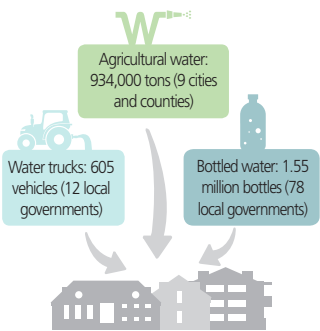 Agricultural water:
934,000 tons (9 cities
and counties)
Water trucks: 605
vehicles (12 local
governments)
Bottled water: 1.55
million bottles (78
local governments)